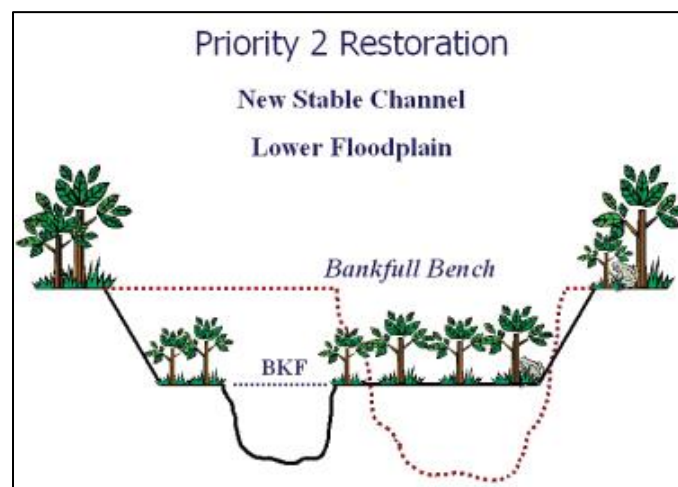 Priority 2 Restoration
New Stable Channel
Lower Floodplain
Bankfull Bench
BKF